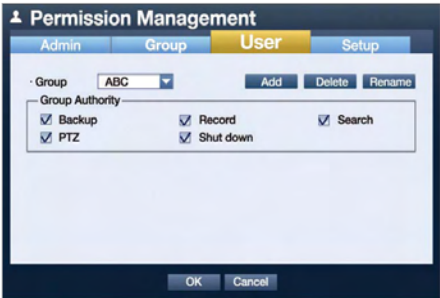 Permission Management
Admin Group User Setup
· Group ABC Add Delete Rename
Group Authority
Backup Record Search
PTZ Shut down
OK Cancel